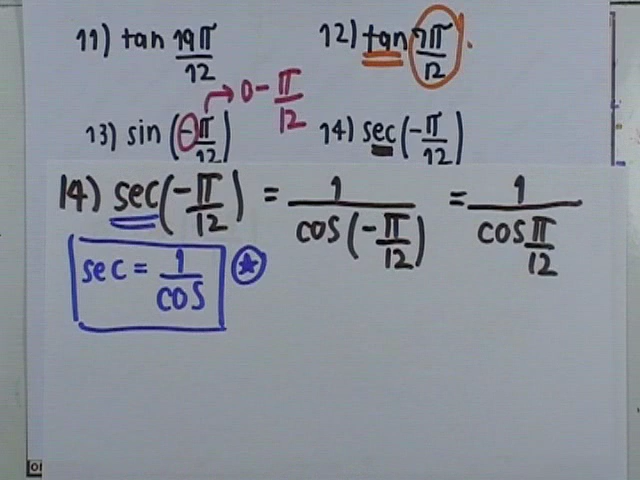 11) tan 19π/12 12) tan 7π/12.
0 - π/12
13) sin (-π/12) 14) sec (-π/12)
14) sec (-π/12) = 1/cos (-π/12) = 1/cos π/12
sec = 1/cos